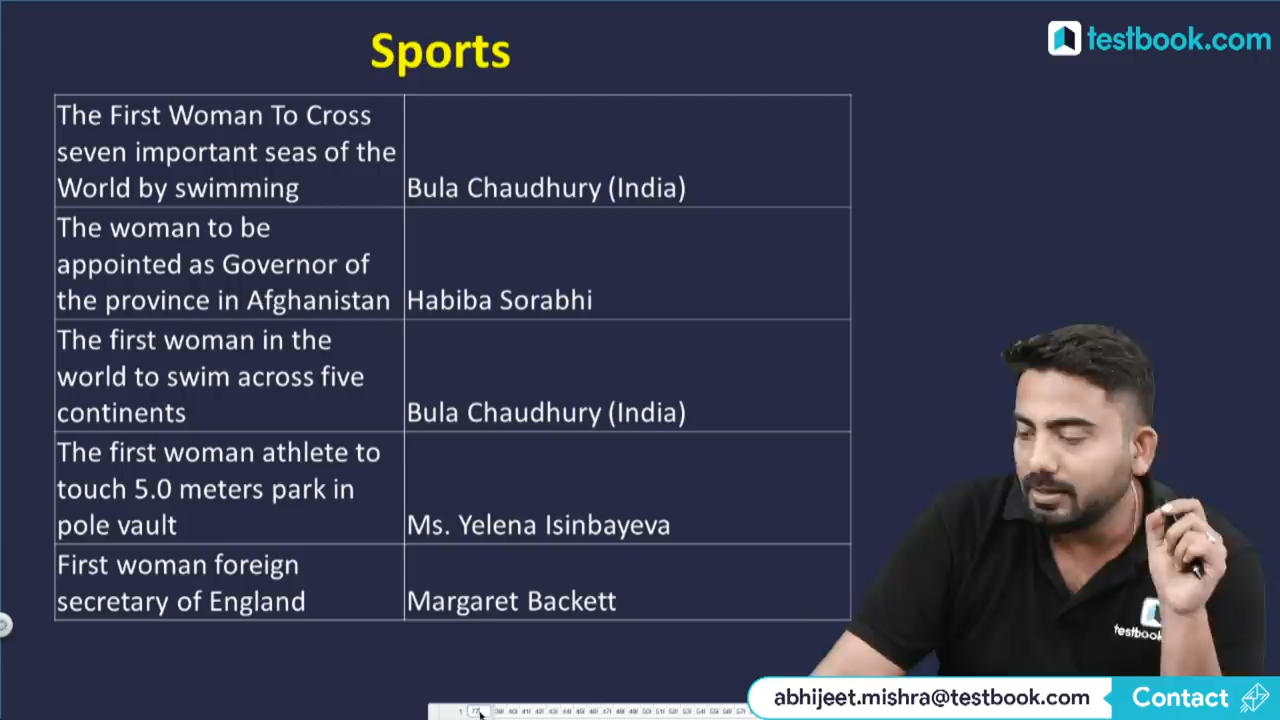 Sports
testbook.com
The First Woman To Cross
seven important seas of the
World by swimming
Bula Chaudhury (India)
The woman to be
appointed as Governor of
the province in Afghanistan
Habiba Sorabhi
The first woman in the
world to swim across five
continents
Bula Chaudhury (India)
The first woman athlete to
touch 5.0 meters park in
pole vault
Ms. Yelena Isinbayeva
First woman foreign
secretary of England
Margaret Backett
testbook
abhijeet.mishra@testbook.com
Contact